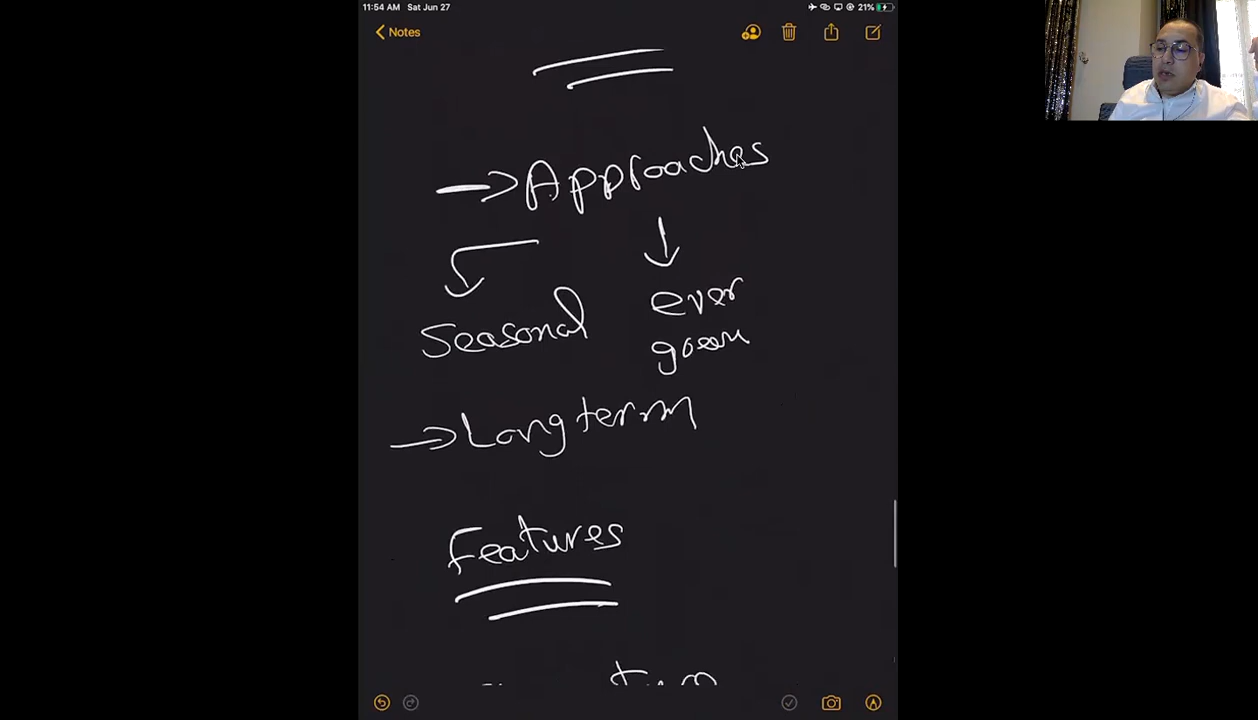 11:54 AM Sat Jun 27
21%
Notes
Approaches
Seasonal
ever
green
Long term
Features